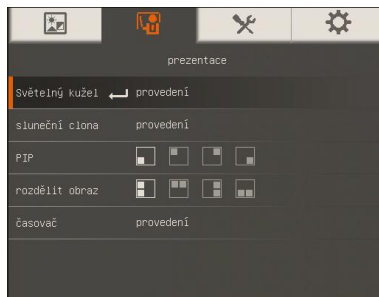 prezentace
Světelný kužel provedení
sluneční clona provedení
PIP
rozdělit obraz
časovač provedení